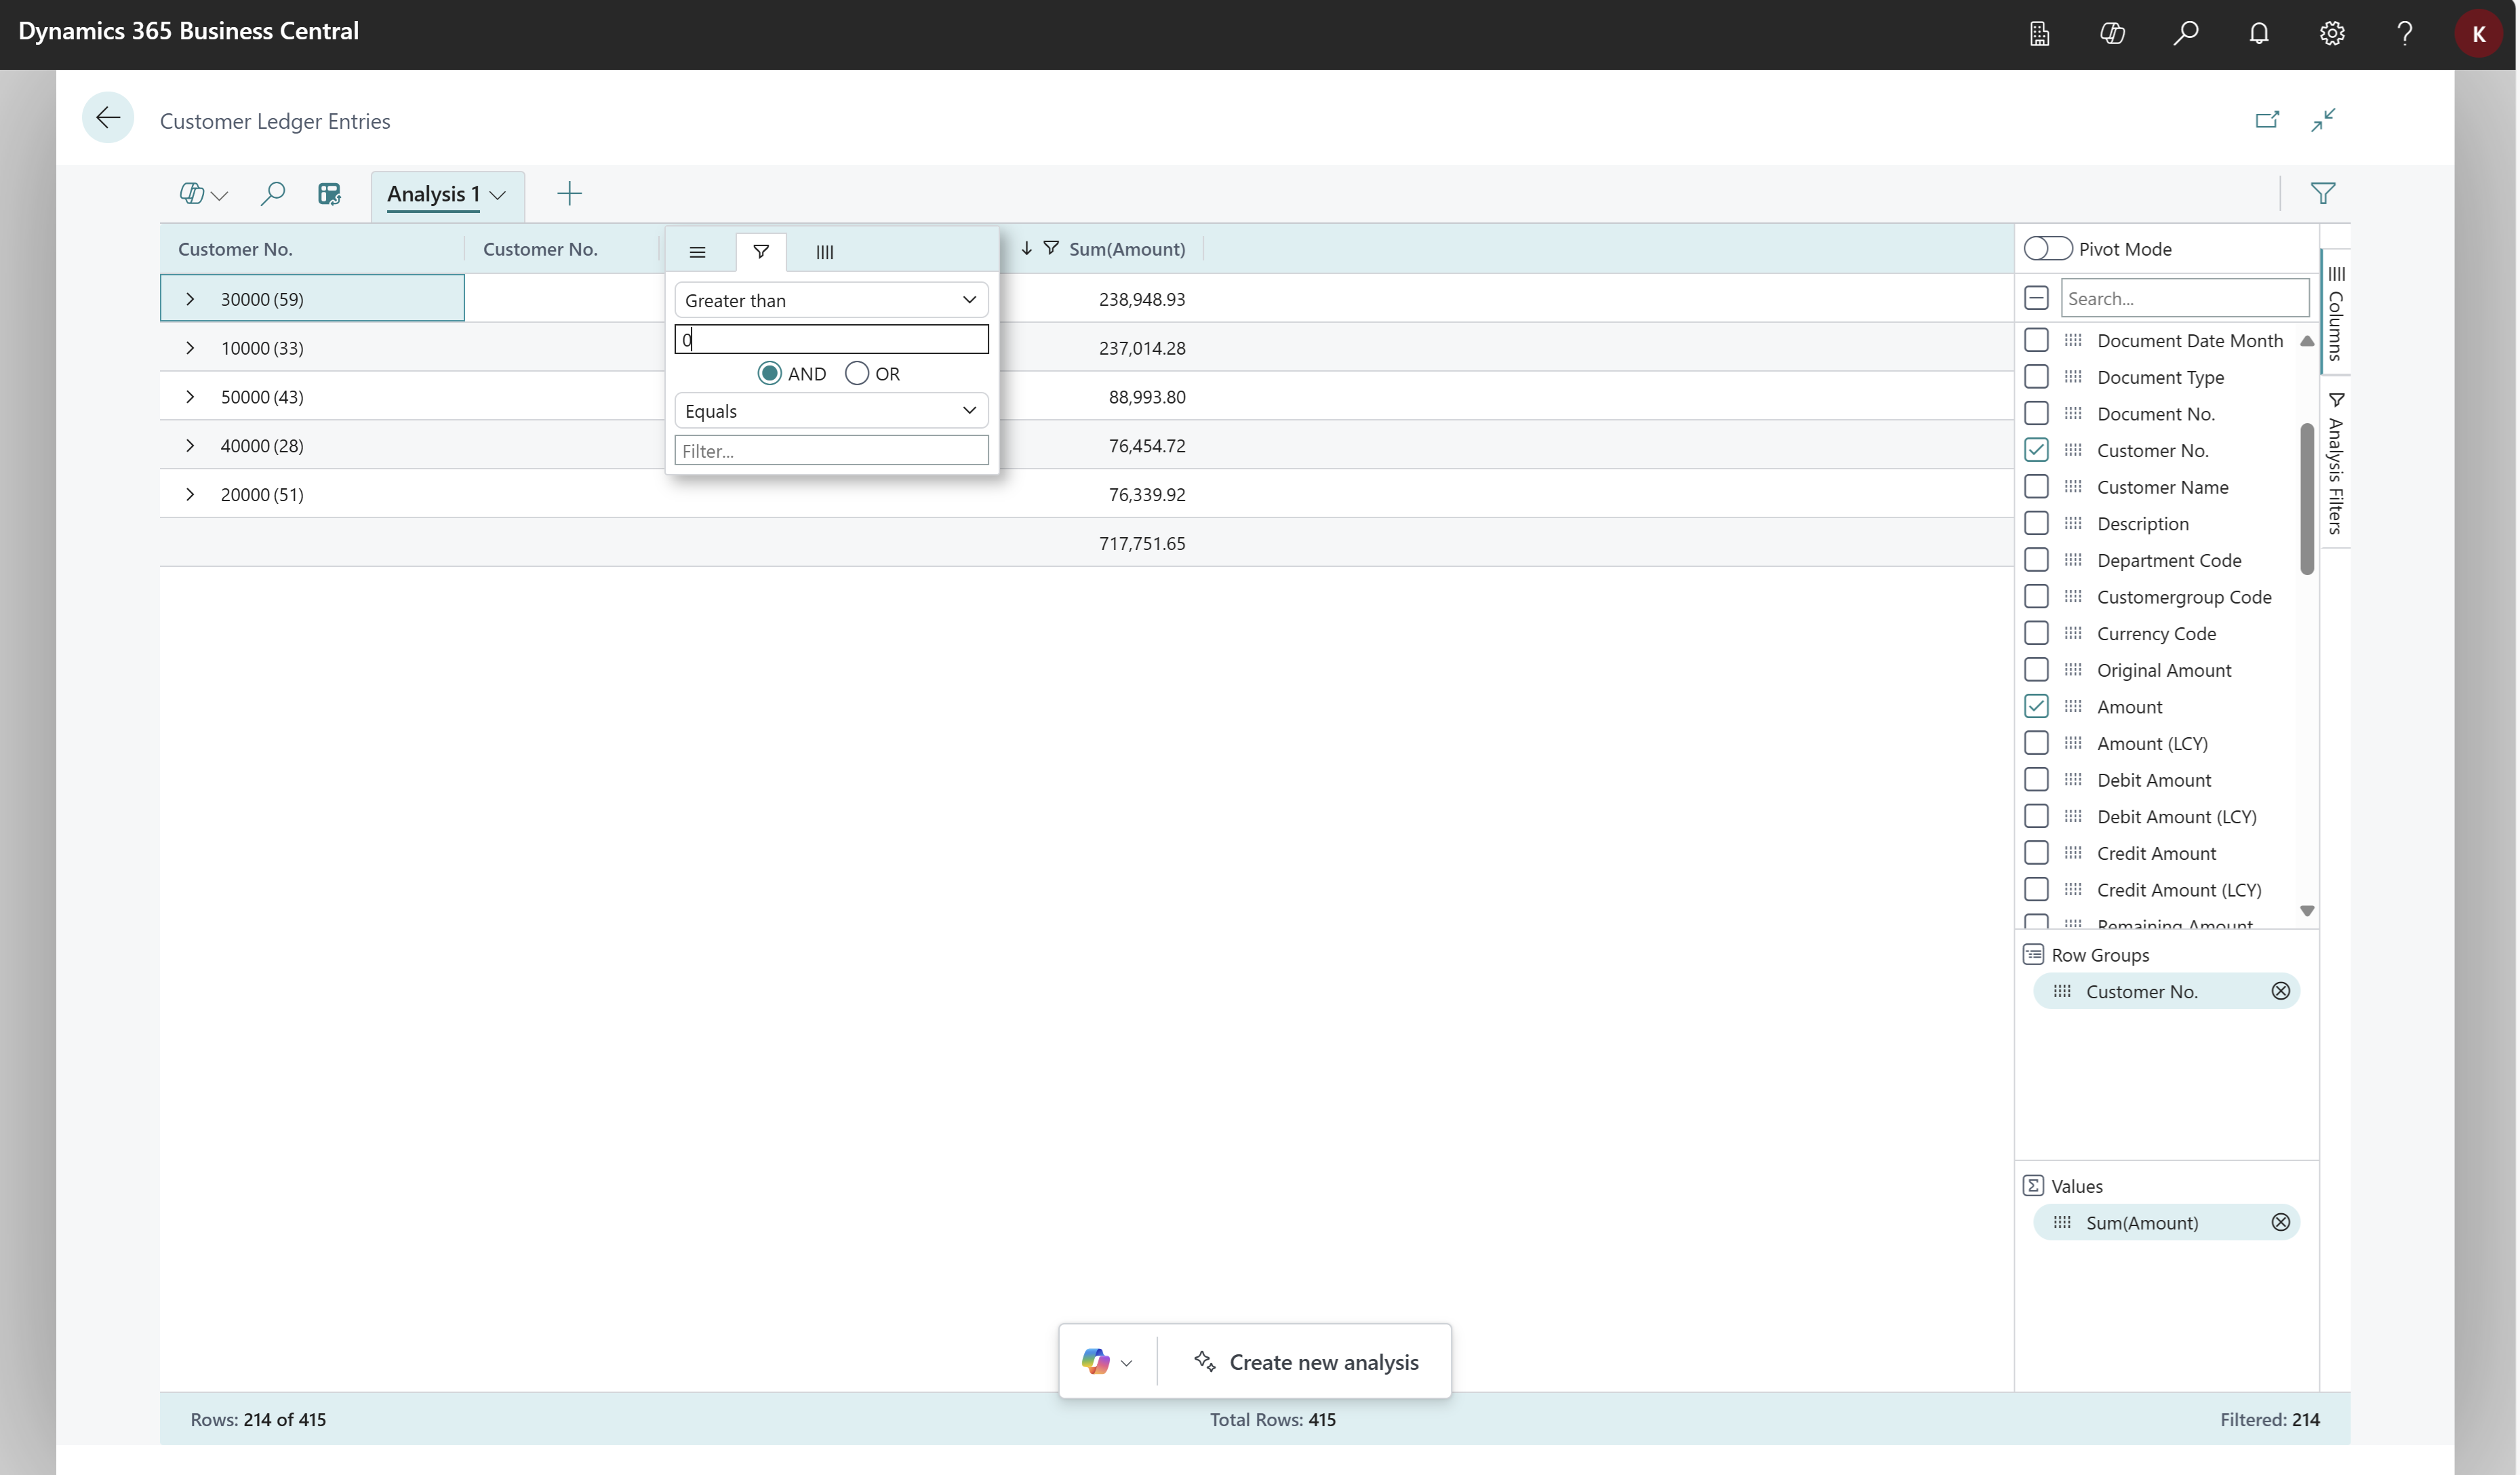 Dynamics 365 Business Central
K
Customer Ledger Entries
Analysis 1
Customer No.
Customer No.
Sum(Amount)
30000 (59)
238,948.93
10000 (33)
237,014.28
50000 (43)
88,993.80
40000 (28)
76,454.72
20000 (51)
76,339.92
717,751.65
Greater than
0
AND
OR
Equals
Filter...
Pivot Mode
Search...
Document Date Month
Document Type
Document No.
Customer No.
Customer Name
Description
Department Code
Customergroup Code
Currency Code
Original Amount
Amount
Amount (LCY)
Debit Amount
Debit Amount (LCY)
Credit Amount
Credit Amount (LCY)
Remaining Amount
Row Groups
Customer No.
Values
Sum(Amount)
Columns
Analysis Filters
Create new analysis
Rows: 214 of 415
Total Rows: 415
Filtered: 214